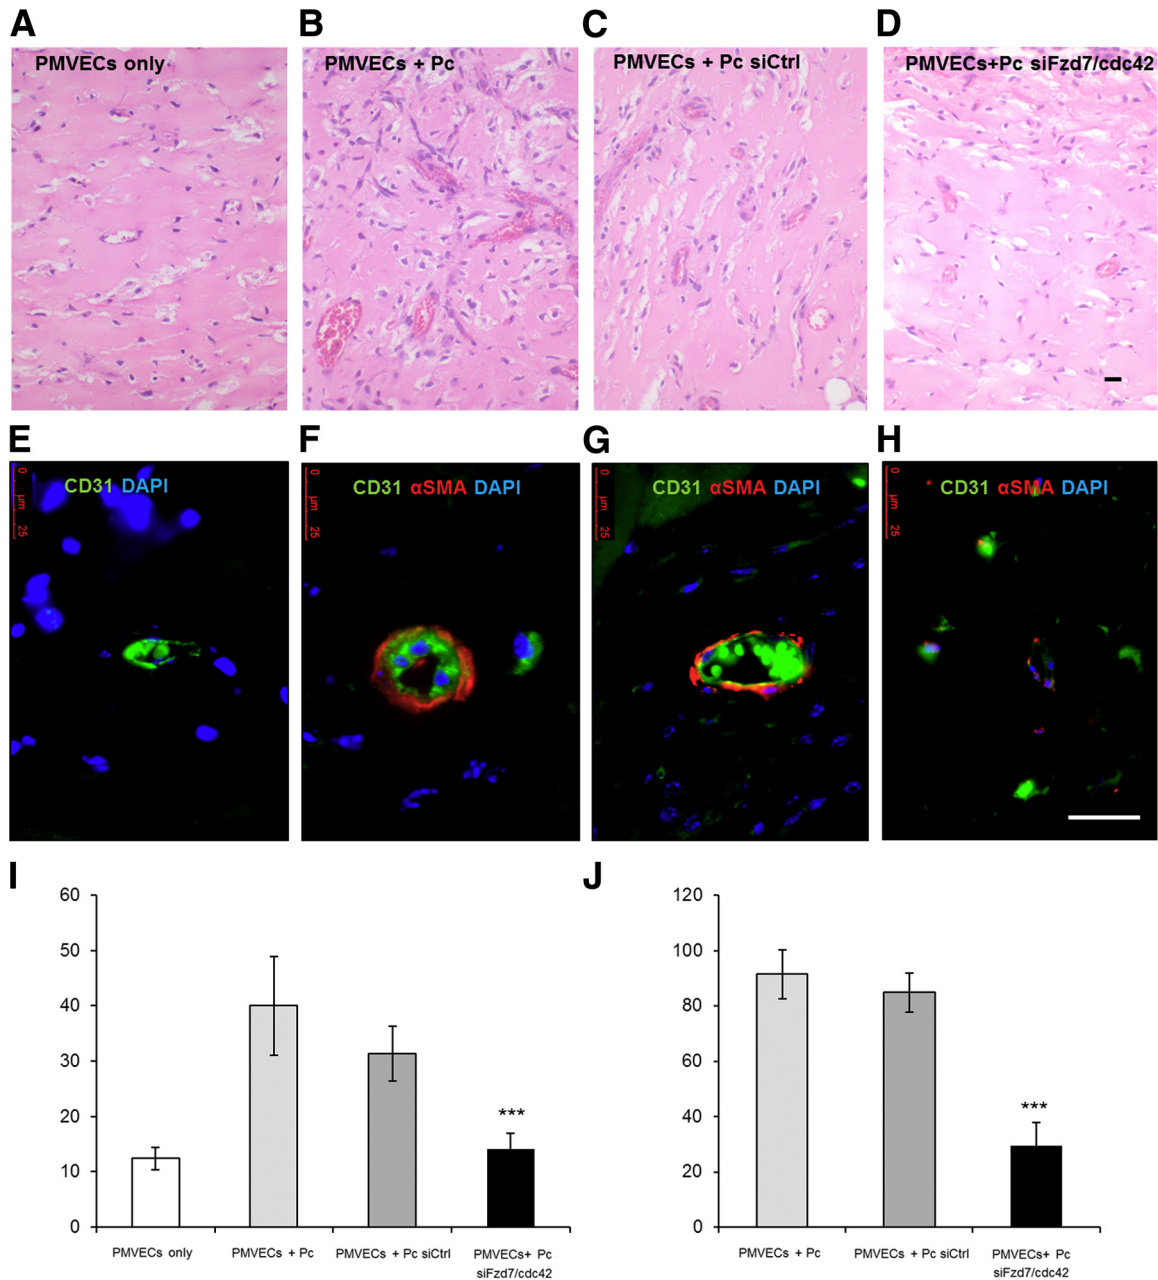 A
B
C
D
PMVECs only
PMVECs + Pc
PMVECs + Pc siCtrl
PMVECs+Pc siFzd7/cdc42
E
F
G
H
0 µm 25
CD31 DAPI
0 µm 25
CD31 αSMA DAPI
0 µm 25
CD31 αSMA DAPI
0 µm 25
CD31 αSMA DAPI
I
60
50
40
30
20
10
0
***
PMVECs only
PMVECs + Pc
PMVECs + Pc siCtrl
PMVECs+ Pc
siFzd7/cdc42
J
120
100
80
60
40
20
0
***
PMVECs + Pc
PMVECs + Pc siCtrl
PMVECs+ Pc
siFzd7/cdc42